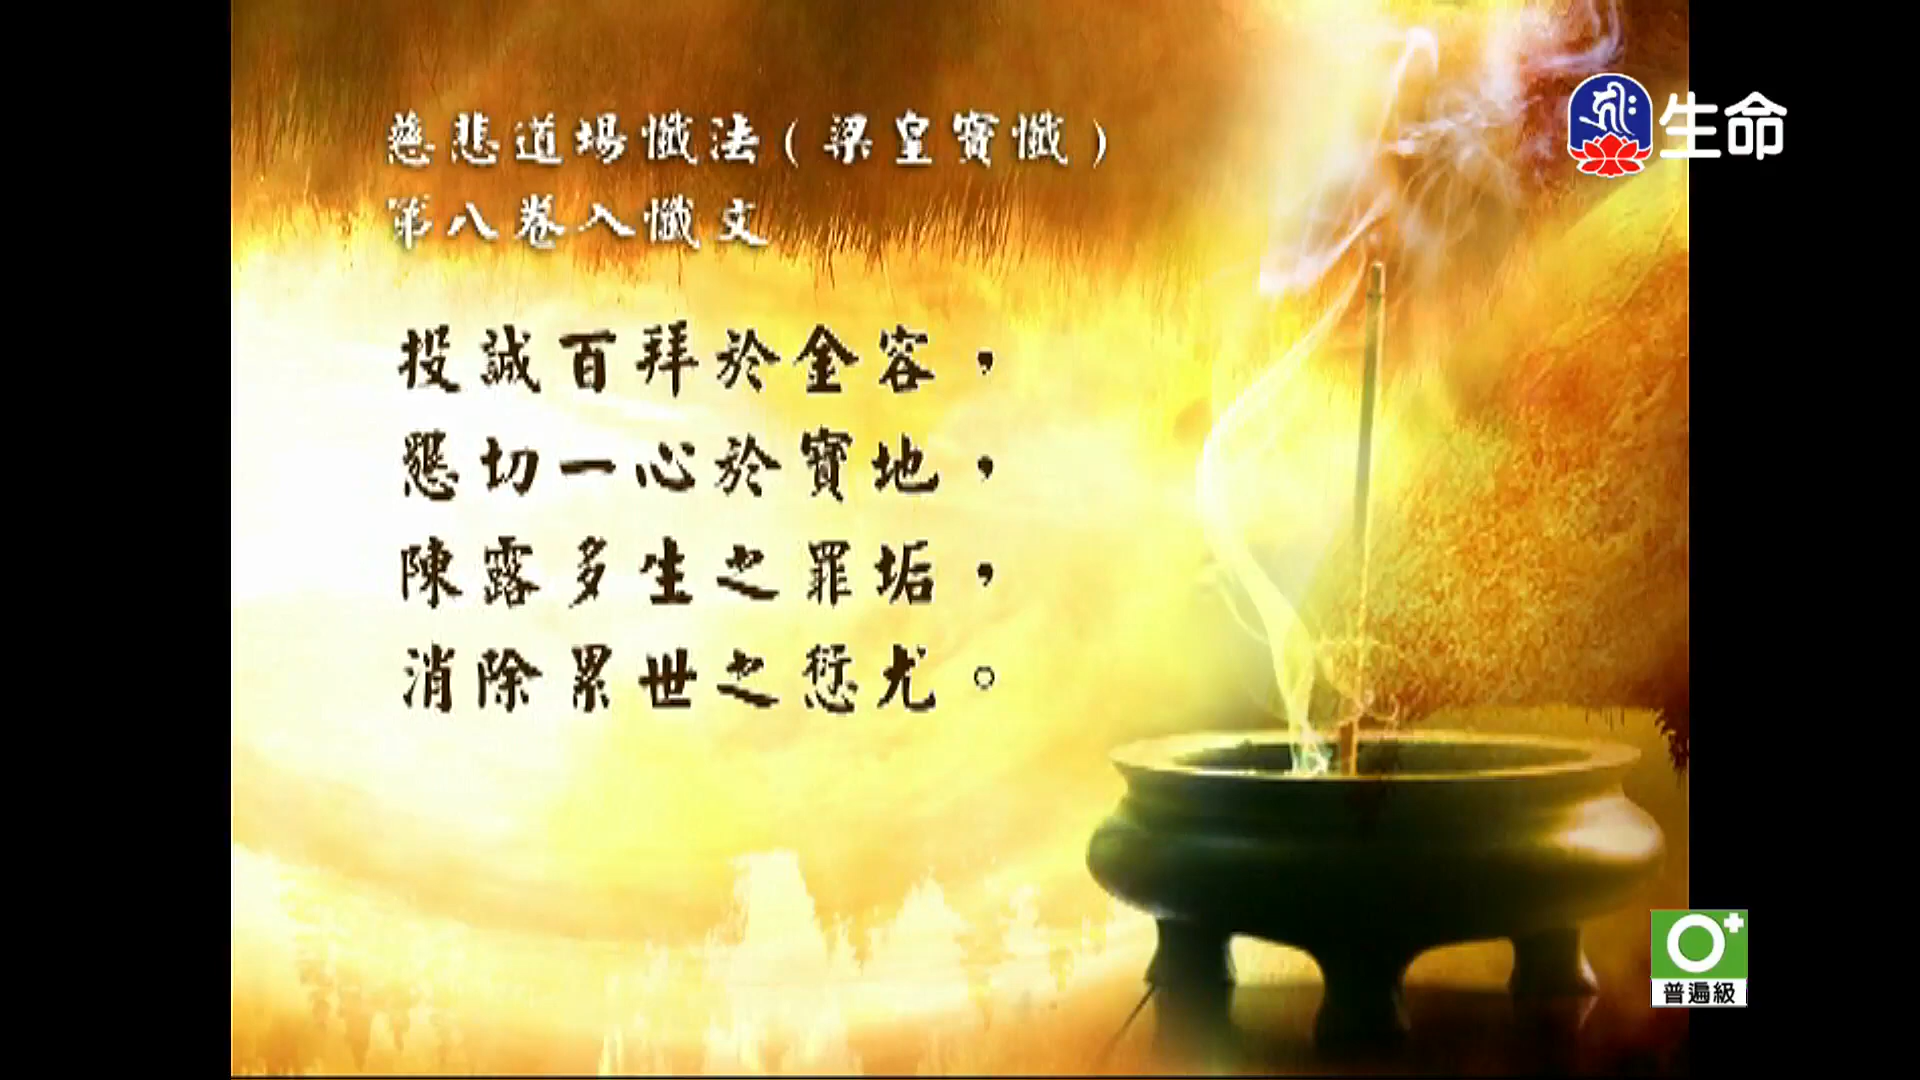 慈悲道場懺法(梁皇寶懺)
第八卷入懺文
生命
投誠百拜於金容，
懇切一心於寶地，
陳露多生之罪垢，
消除累世之愆尤。
普遍級